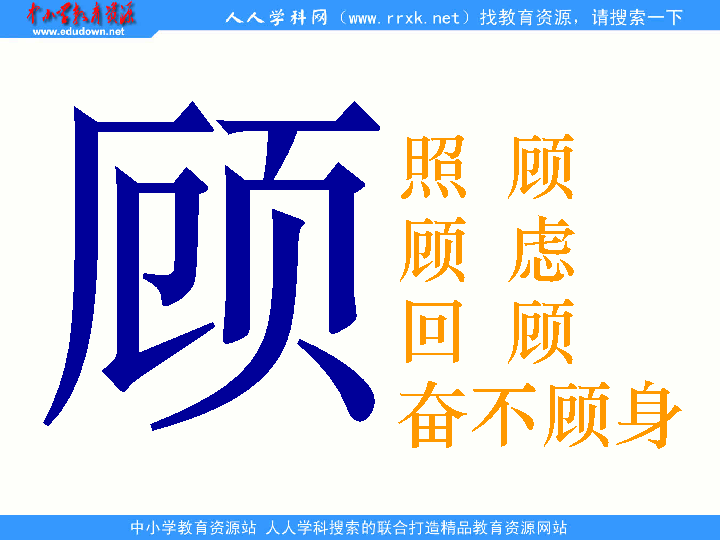 中小学教育资源
www.edudown.net
人人学科网（www.rrxk.net）找教育资源，请搜索一下
顾
照 顾
顾 虑
回 顾
奋不顾身
中小学教育资源站 人人学科搜索的联合打造精品教育资源网站